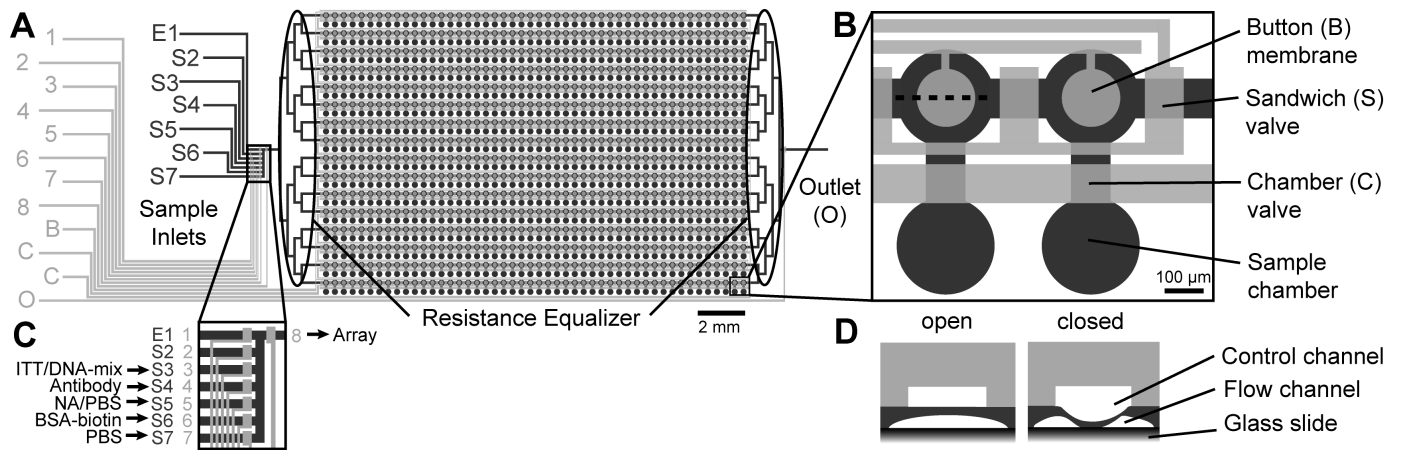 A
1
2
3
4
5
6
7
8
B
C
C
O
E1
S2
S3
S4
S5
S6
S7
Sample
Inlets
Resistance Equalizer
2 mm
Outlet
(O)
B
Button (B)
membrane
Sandwich (S)
valve
Chamber (C)
valve
Sample
chamber
100 µm
C
E1 1 8 Array
S2 2
ITT/DNA-mix S3 3
Antibody S4 4
NA/PBS S5 5
BSA-biotin S6 6
PBS S7 7
D
open closed
Control channel
Flow channel
Glass slide